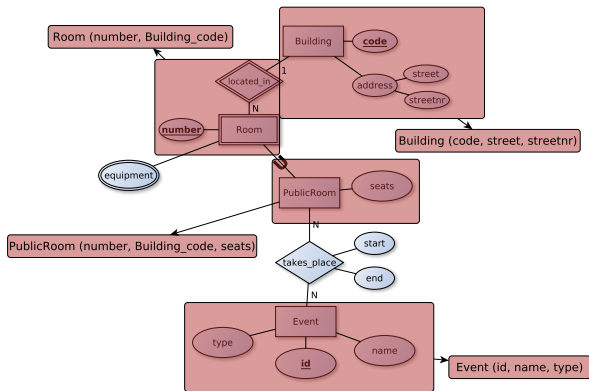 Room (number, Building_code)
Building
code
located_in
1
address
street
streetnr
N
number
Room
Building (code, street, streetnr)
equipment
U
PublicRoom
seats
N
PublicRoom (number, Building_code, seats)
start
takes_place
end
N
Event
type
name
id
Event (id, name, type)